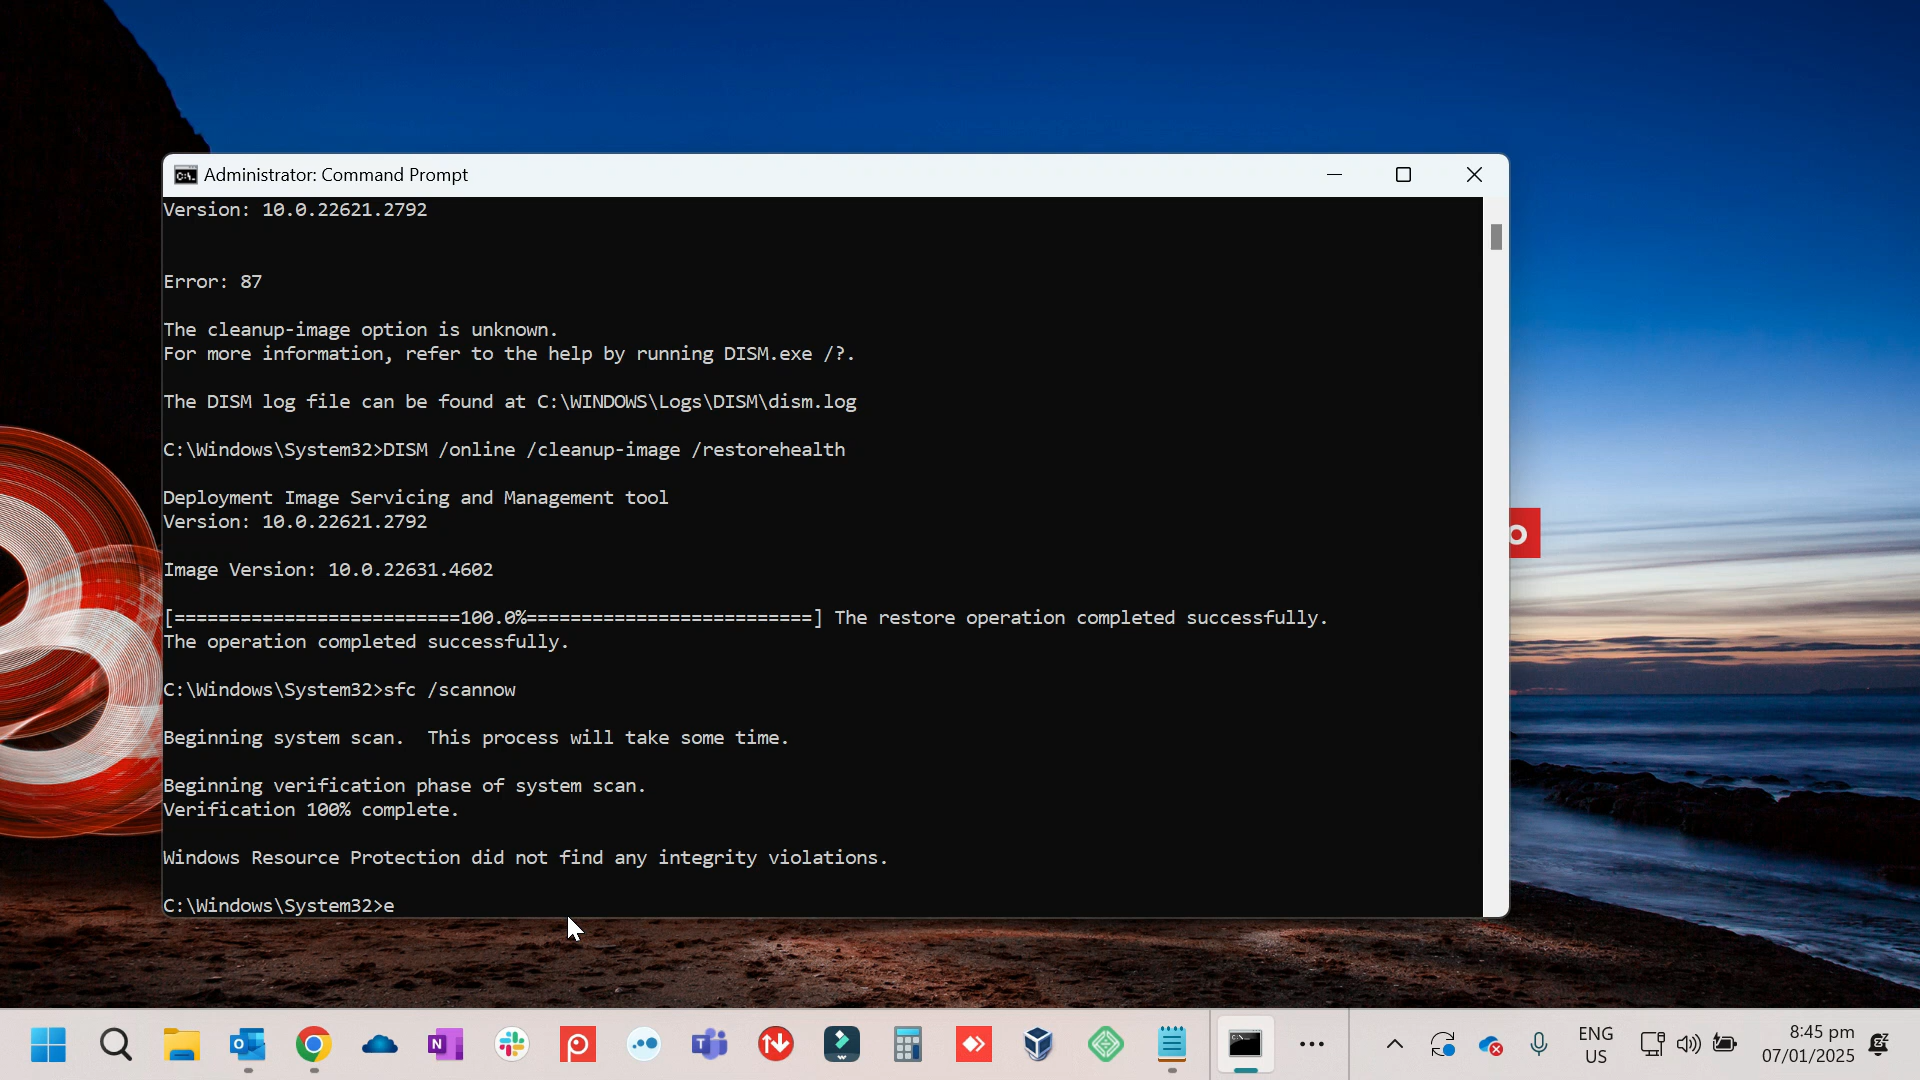 Administrator: Command Prompt
Version: 10.0.22621.2792
Error: 87
The cleanup-image option is unknown.
For more information, refer to the help by running DISM.exe /?.
The DISM log file can be found at C:\WINDOWS\Logs\DISM\dism.log
C:\Windows\System32>DISM /online /cleanup-image /restorehealth
Deployment Image Servicing and Management tool
Version: 10.0.22621.2792
Image Version: 10.0.22631.4602
[==========================100.0%==========================] The restore operation completed successfully.
The operation completed successfully.
C:\Windows\System32>sfc /scannow
Beginning system scan.  This process will take some time.
Beginning verification phase of system scan.
Verification 100% complete.
Windows Resource Protection did not find any integrity violations.
C:\Windows\System32>e
ENG
US
8:45 pm
07/01/2025